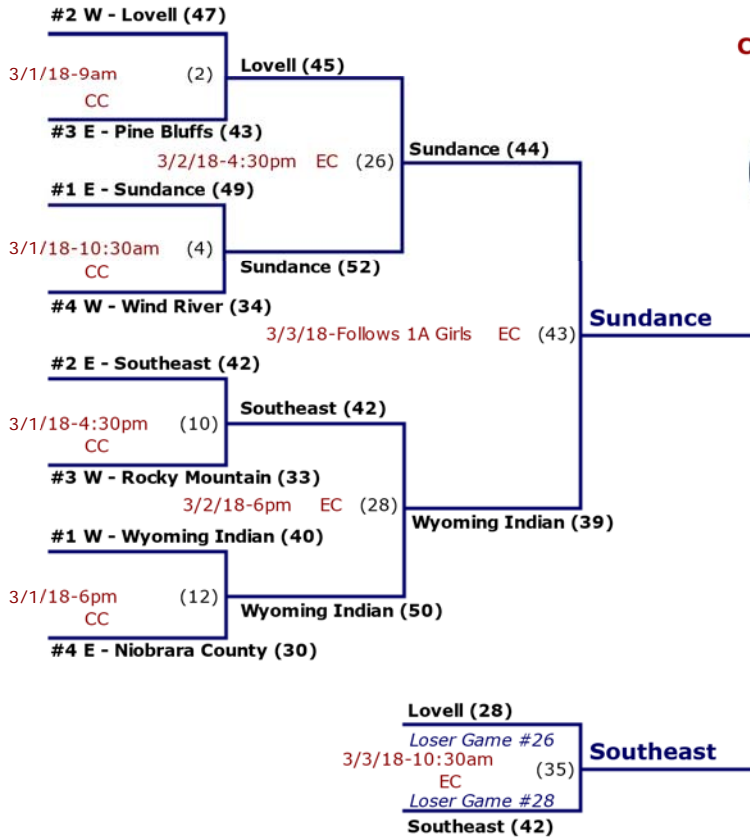 #2 W - Lovell (47)
C
Lovell (45)
3/1/18-9am (2)
CC
#3 E - Pine Bluffs (43)
Sundance (44)
3/2/18-4:30pm EC (26)
#1 E - Sundance (49)
3/1/18-10:30am (4)
CC
Sundance (52)
#4 W - Wind River (34)
Sundance
3/3/18-Follows 1A Girls EC (43)
#2 E - Southeast (42)
Southeast (42)
3/1/18-4:30pm (10)
CC
#3 W - Rocky Mountain (33)
3/2/18-6pm EC (28)
Wyoming Indian (39)
#1 W - Wyoming Indian (40)
3/1/18-6pm (12)
CC
Wyoming Indian (50)
#4 E - Niobrara County (30)
Lovell (28)
Loser Game #26
Southeast
3/3/18-10:30am (35)
EC
Loser Game #28
Southeast (42)